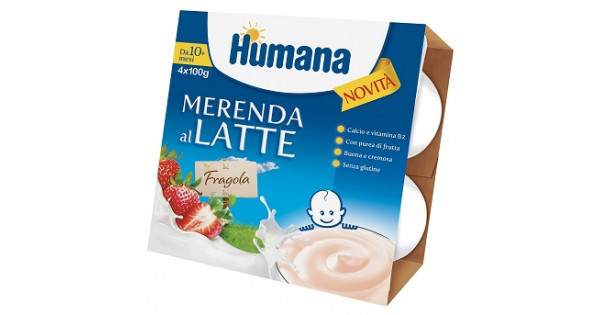 Da 10+
mesi
4x100g
Humana
NOVITÀ
MERENDA
al LATTE
Fragola
Calcio e vitamina B2
Con purea di frutta
Buona e cremosa
Senza glutine